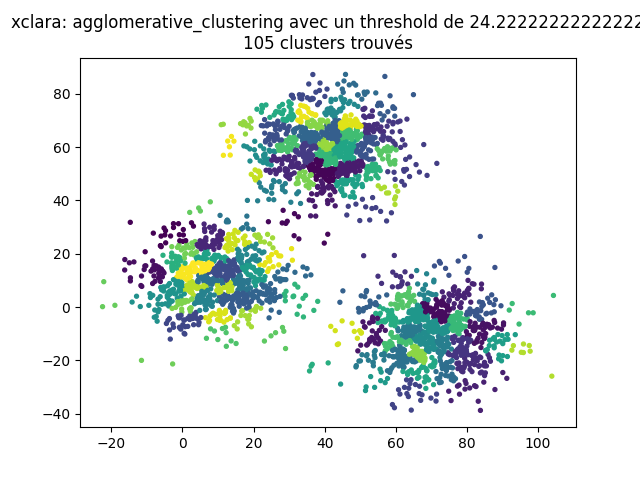 xclara: agglomerative_clustering avec un threshold de 24.22222222222222
105 clusters trouvés
80
60
40
20
0
−20
−40
−20 0 20 40 60 80 100